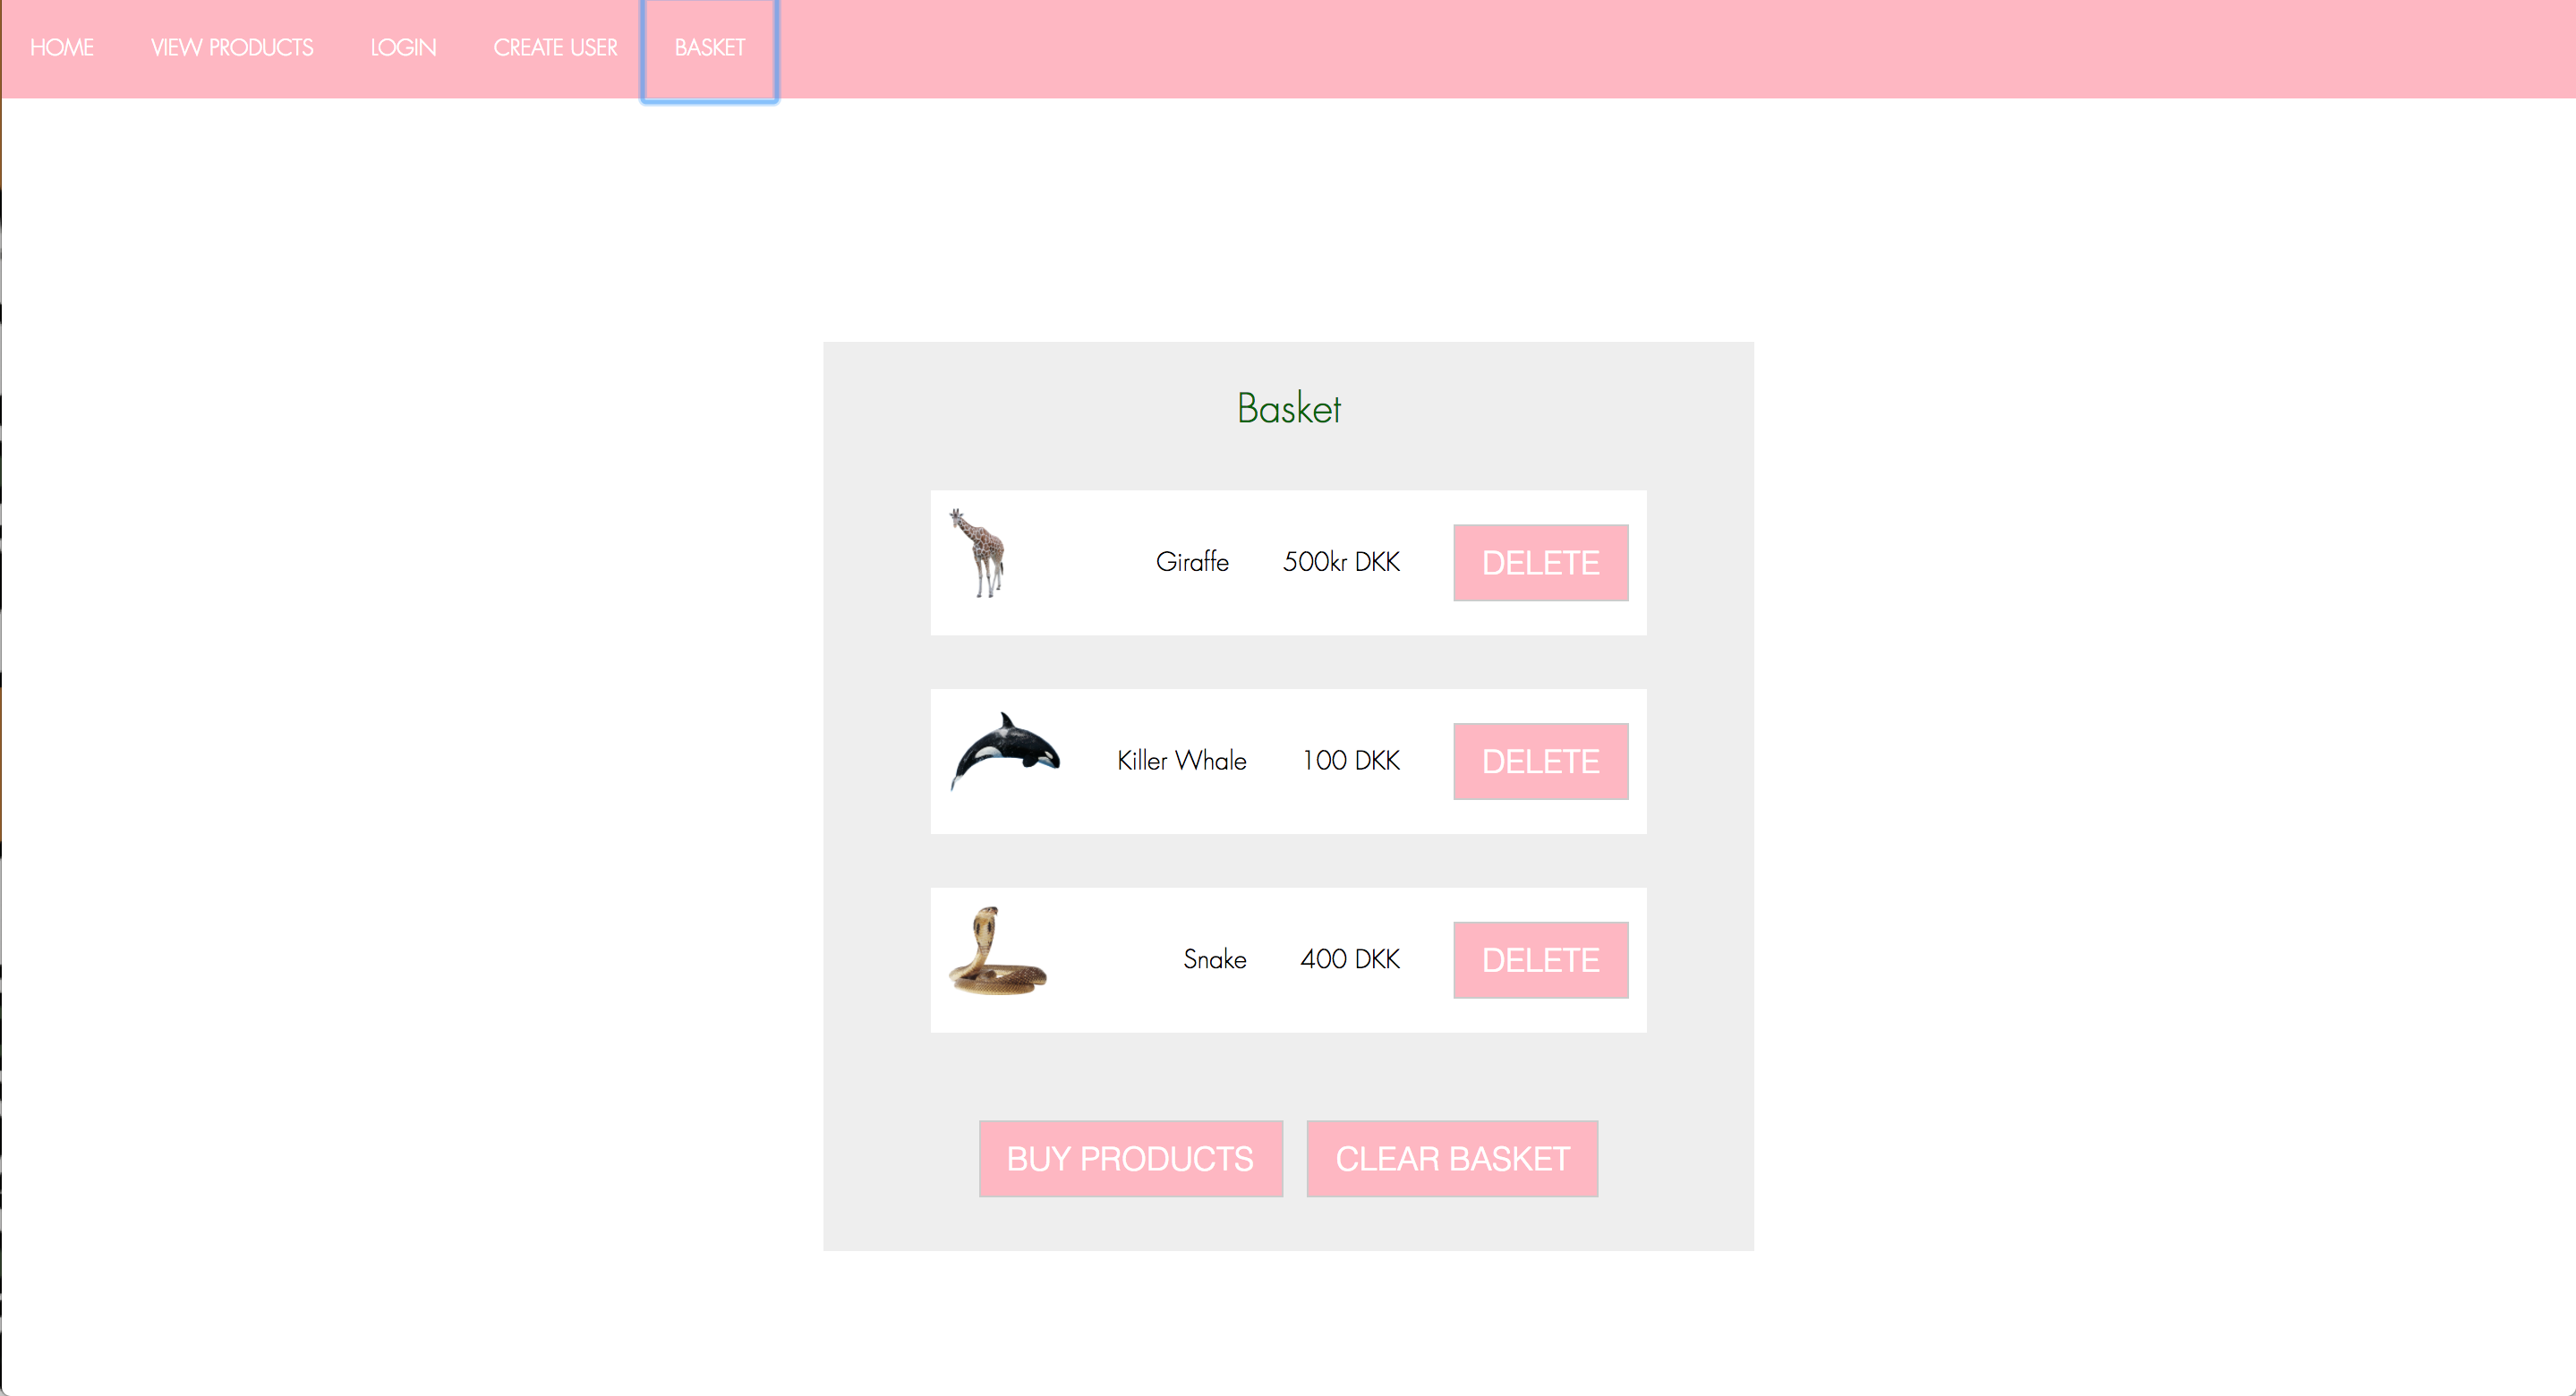 HOME VIEW PRODUCTS LOGIN CREATE USER BASKET
Basket
Giraffe 500kr DKK DELETE
Killer Whale 100 DKK DELETE
Snake 400 DKK DELETE
BUY PRODUCTS CLEAR BASKET